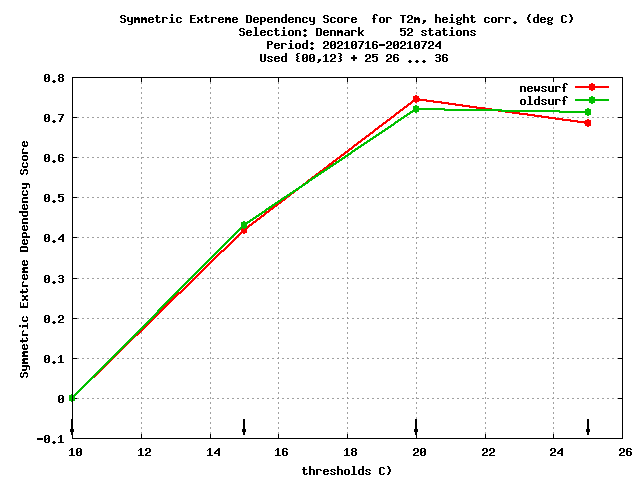 Symmetric Extreme Dependency Score  for T2m, height corr. (deg C)
Selection: Denmark     52 stations
Period: 20210716-20210724
Used {00,12} + 25 26 ... 36
newsurf
oldsurf
Symmetric Extreme Dependency Score
0.8
0.7
0.6
0.5
0.4
0.3
0.2
0.1
0
-0.1
10 12 14 16 18 20 22 24 26
thresholds C)